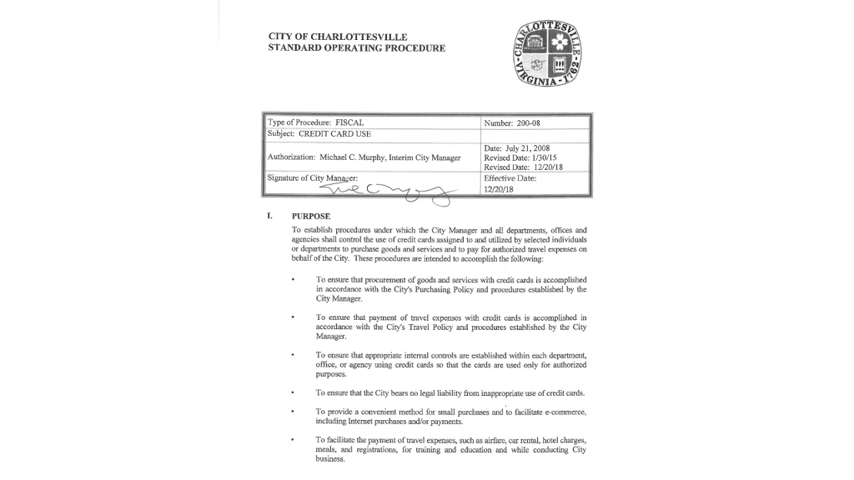 CITY OF CHARLOTTESVILLE
STANDARD OPERATING PROCEDURE
CHARLOTTESVILLE
VIRGINIA - 1762
Type of Procedure: FISCAL
Number: 200-08
Subject: CREDIT CARD USE
Authorization: Michael C. Murphy, Interim City Manager
Date: July 21, 2008
Revised Date: 1/30/15
Revised Date: 12/20/18
Signature of City Manager:
Effective Date:
12/20/18
I. PURPOSE
To establish procedures under which the City Manager and all departments, offices and
agencies shall control the use of credit cards assigned to and utilized by selected individuals
or departments to purchase goods and services and to pay for authorized travel expenses on
behalf of the City. These procedures are intended to accomplish the following:
• To ensure that procurement of goods and services with credit cards is accomplished
in accordance with the City's Purchasing Policy and procedures established by the
City Manager.
• To ensure that payment of travel expenses with credit cards is accomplished in
accordance with the City's Travel Policy and procedures established by the City
Manager.
• To ensure that appropriate internal controls are established within each department,
office, or agency using credit cards so that the cards are used only for authorized
purposes.
• To ensure that the City bears no legal liability from inappropriate use of credit cards.
• To provide a convenient method for small purchases and to facilitate e-commerce,
including Internet purchases and/or payments.
• To facilitate the payment of travel expenses, such as airfare, car rental, hotel charges,
meals, and registrations, for training and education and while conducting City
business.